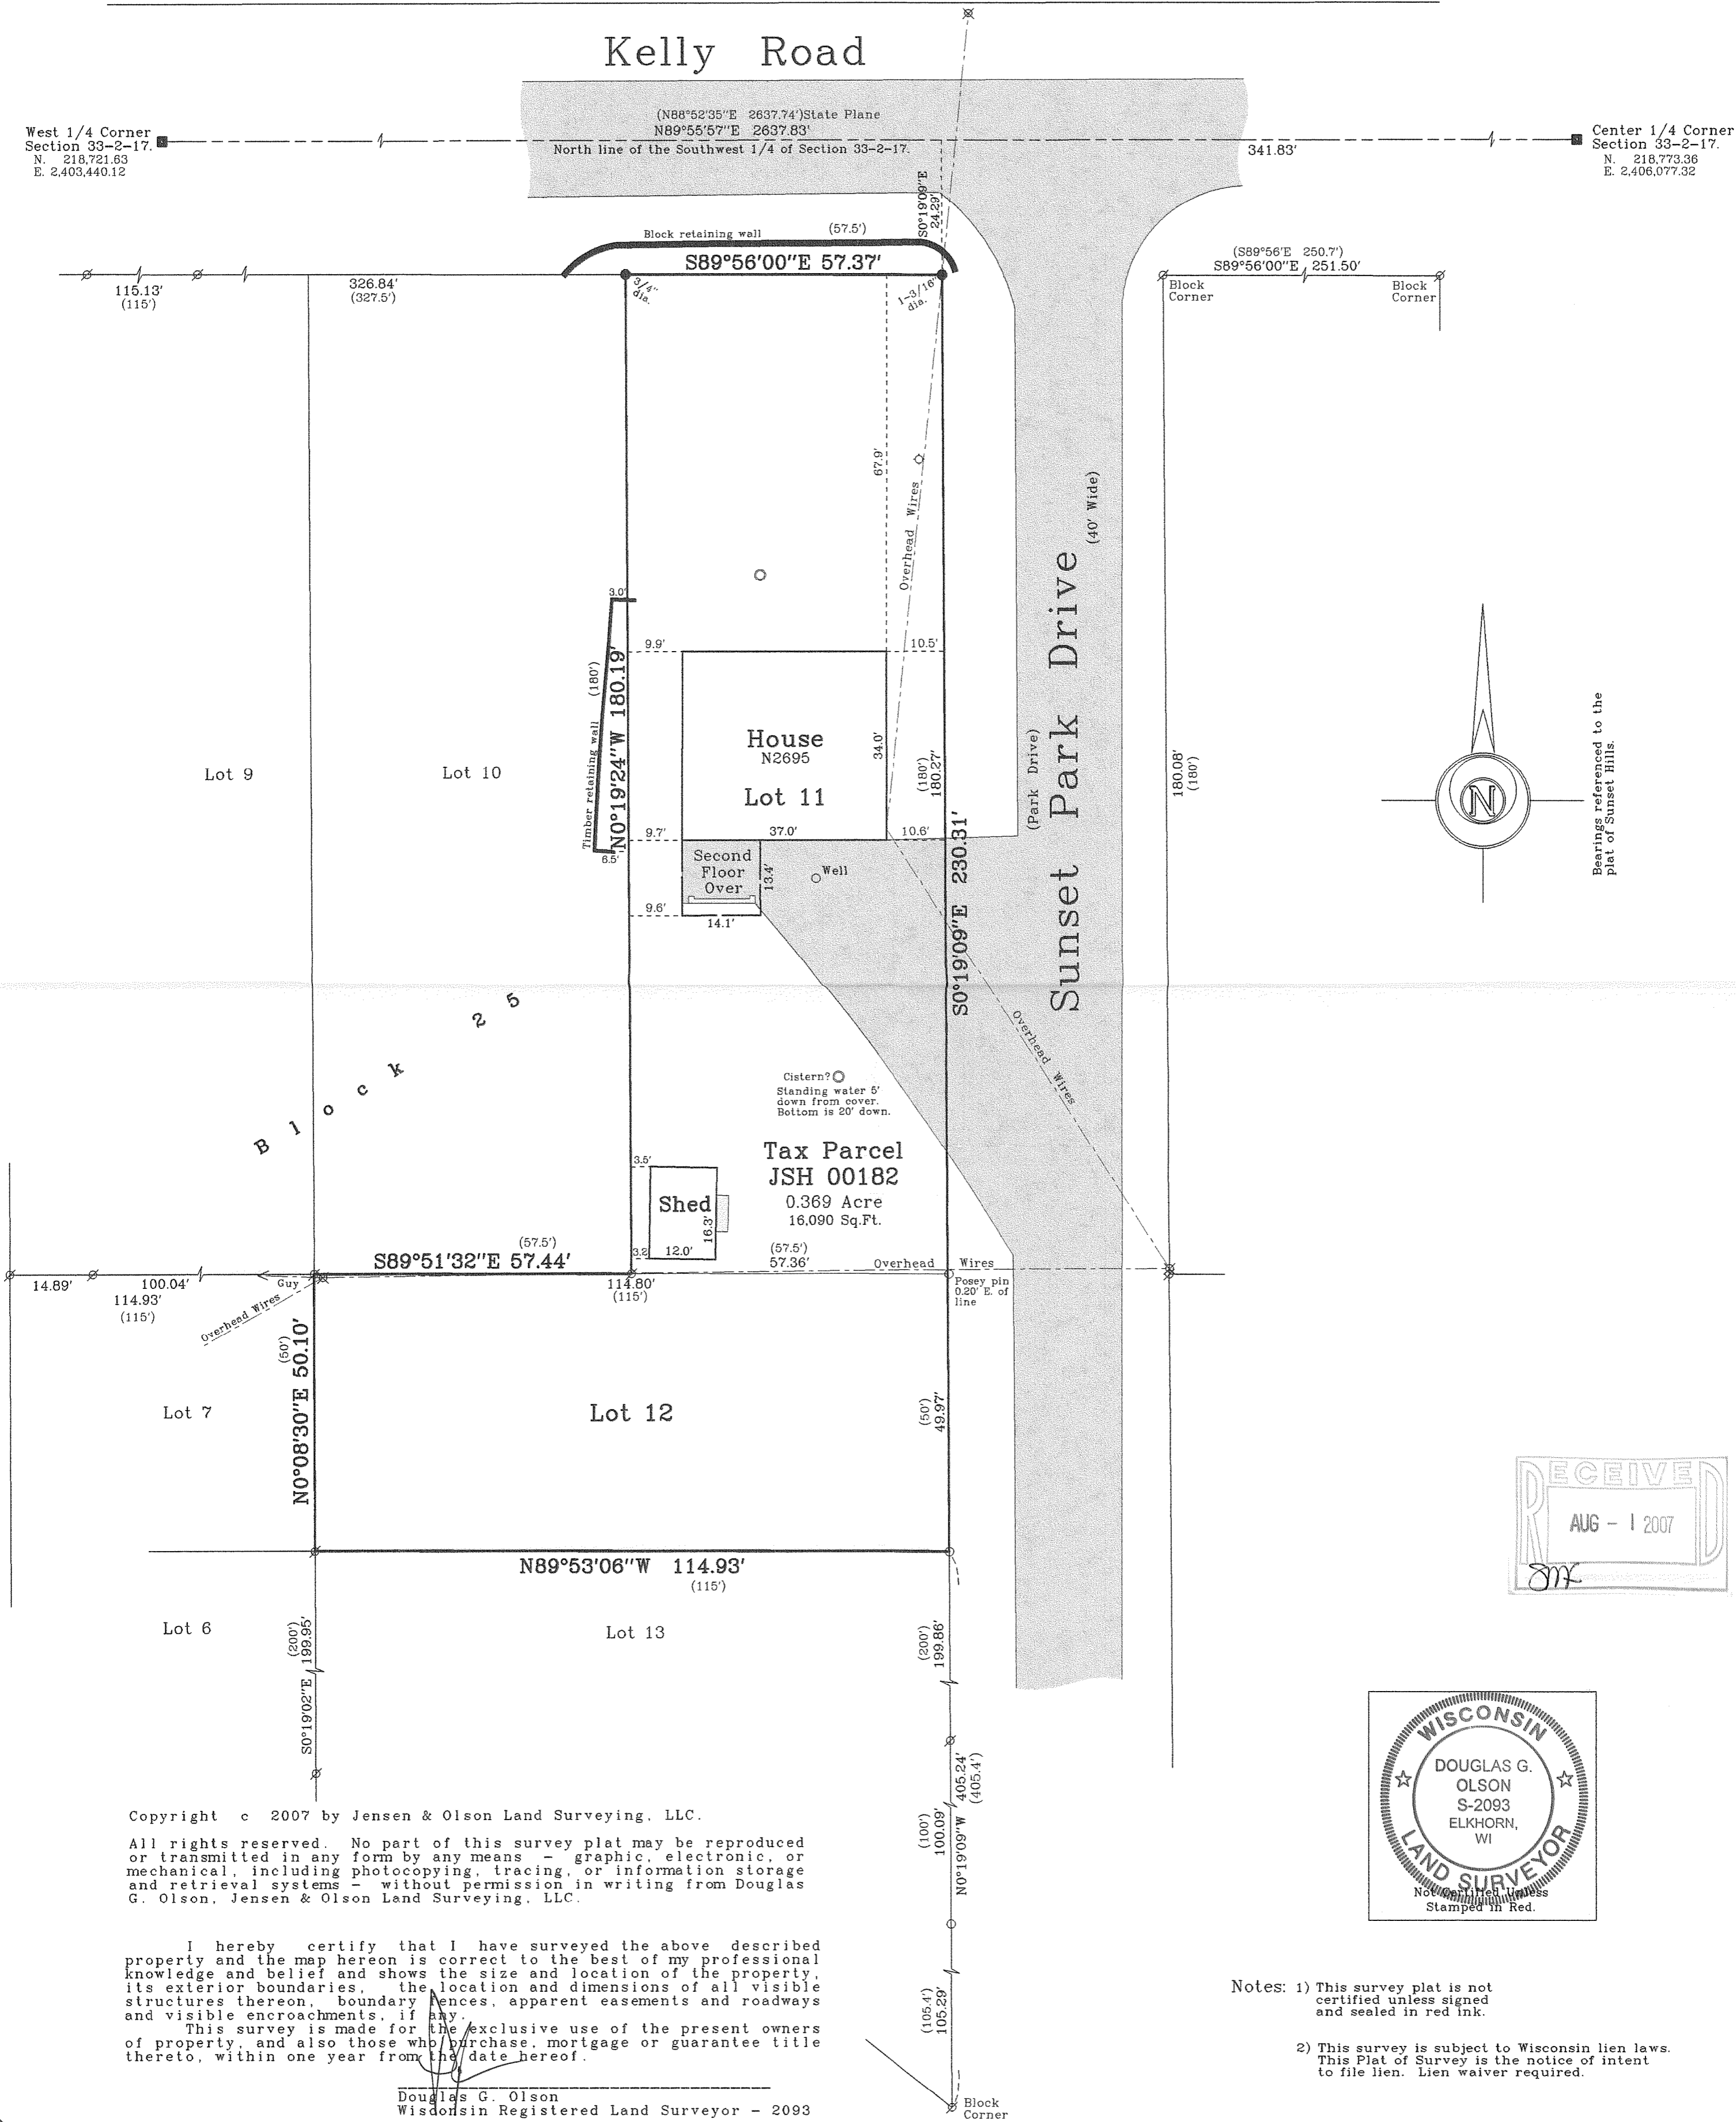 Kelly Road
(N88°52'35"E 2637.74')State Plane
N89°55'57"E 2637.83'
North line of the Southwest 1/4 of Section 33-2-17.
West 1/4 Corner
Section 33-2-17.
N. 218,721.63
E. 2,403,440.12
Center 1/4 Corner
Section 33-2-17.
N. 218,773.36
E. 2,406,077.32
341.83'
S0°19'09"E
24.29'
Block retaining wall
(57.5')
S89°56'00"E 57.37'
(S89°56'E 250.7')
S89°56'00"E 251.50'
Block
Corner
Block
Corner
115.13'
(115')
326.84'
(327.5')
3/4"
dia.
1-3/16"
dia.
67.9'
Overhead Wires
(40' Wide)
Sunset Park Drive
(Park Drive)
3.0'
9.9'
10.5'
(180')
N0°19'24"W 180.19'
Timber retaining wall
House
N2695
Lot 11
34.0'
37.0'
(180')
180.27'
180.08'
(180')
Lot 9
Lot 10
N
Bearings referenced to the
plat of Sunset Hills.
9.7'
10.6'
6.5'
Second
Floor
Over
13.4'
Well
9.6'
14.1'
S0°19'09"E 230.31'
Block 25
Overhead Wires
Cistern?
Standing water 5'
down from cover.
Bottom is 20' down.
Tax Parcel
JSH 00182
0.369 Acre
16,090 Sq.Ft.
3.5'
Shed
16.3'
3.2'
12.0'
(57.5')
S89°51'32"E 57.44'
(57.5')
57.36'
Overhead Wires
14.89'
100.04'
114.93'
(115')
Guy
Overhead Wires
114.80'
(115')
Posey pin
0.20' E. of
line
(50')
N0°08'30"E 50.10'
Lot 7
Lot 12
(50')
49.97'
RECEIVED
AUG - 1 2007
N89°53'06"W 114.93'
(115')
Lot 6
Lot 13
(200')
199.95'
S0°19'02"E
(200')
199.86'
405.24'
(405.4')
(100')
100.09'
N0°19'09"W
(105.4')
105.29'
Block
Corner
WISCONSIN
DOUGLAS G.
OLSON
S-2093
ELKHORN,
WI
LAND SURVEYOR
Not Certified Unless
Stamped in Red.
Copyright c 2007 by Jensen & Olson Land Surveying, LLC.
All rights reserved. No part of this survey plat may be reproduced
or transmitted in any form by any means - graphic, electronic, or
mechanical, including photocopying, tracing, or information storage
and retrieval systems - without permission in writing from Douglas
G. Olson, Jensen & Olson Land Surveying, LLC.
I hereby certify that I have surveyed the above described
property and the map hereon is correct to the best of my professional
knowledge and belief and shows the size and location of the property,
its exterior boundaries, the location and dimensions of all visible
structures thereon, boundary fences, apparent easements and roadways
and visible encroachments, if any.
This survey is made for the exclusive use of the present owners
of property, and also those who purchase, mortgage or guarantee title
thereto, within one year from the date hereof.
Douglas G. Olson
Wisconsin Registered Land Surveyor - 2093
Notes: 1) This survey plat is not
certified unless signed
and sealed in red ink.
2) This survey is subject to Wisconsin lien laws.
This Plat of Survey is the notice of intent
to file lien. Lien waiver required.